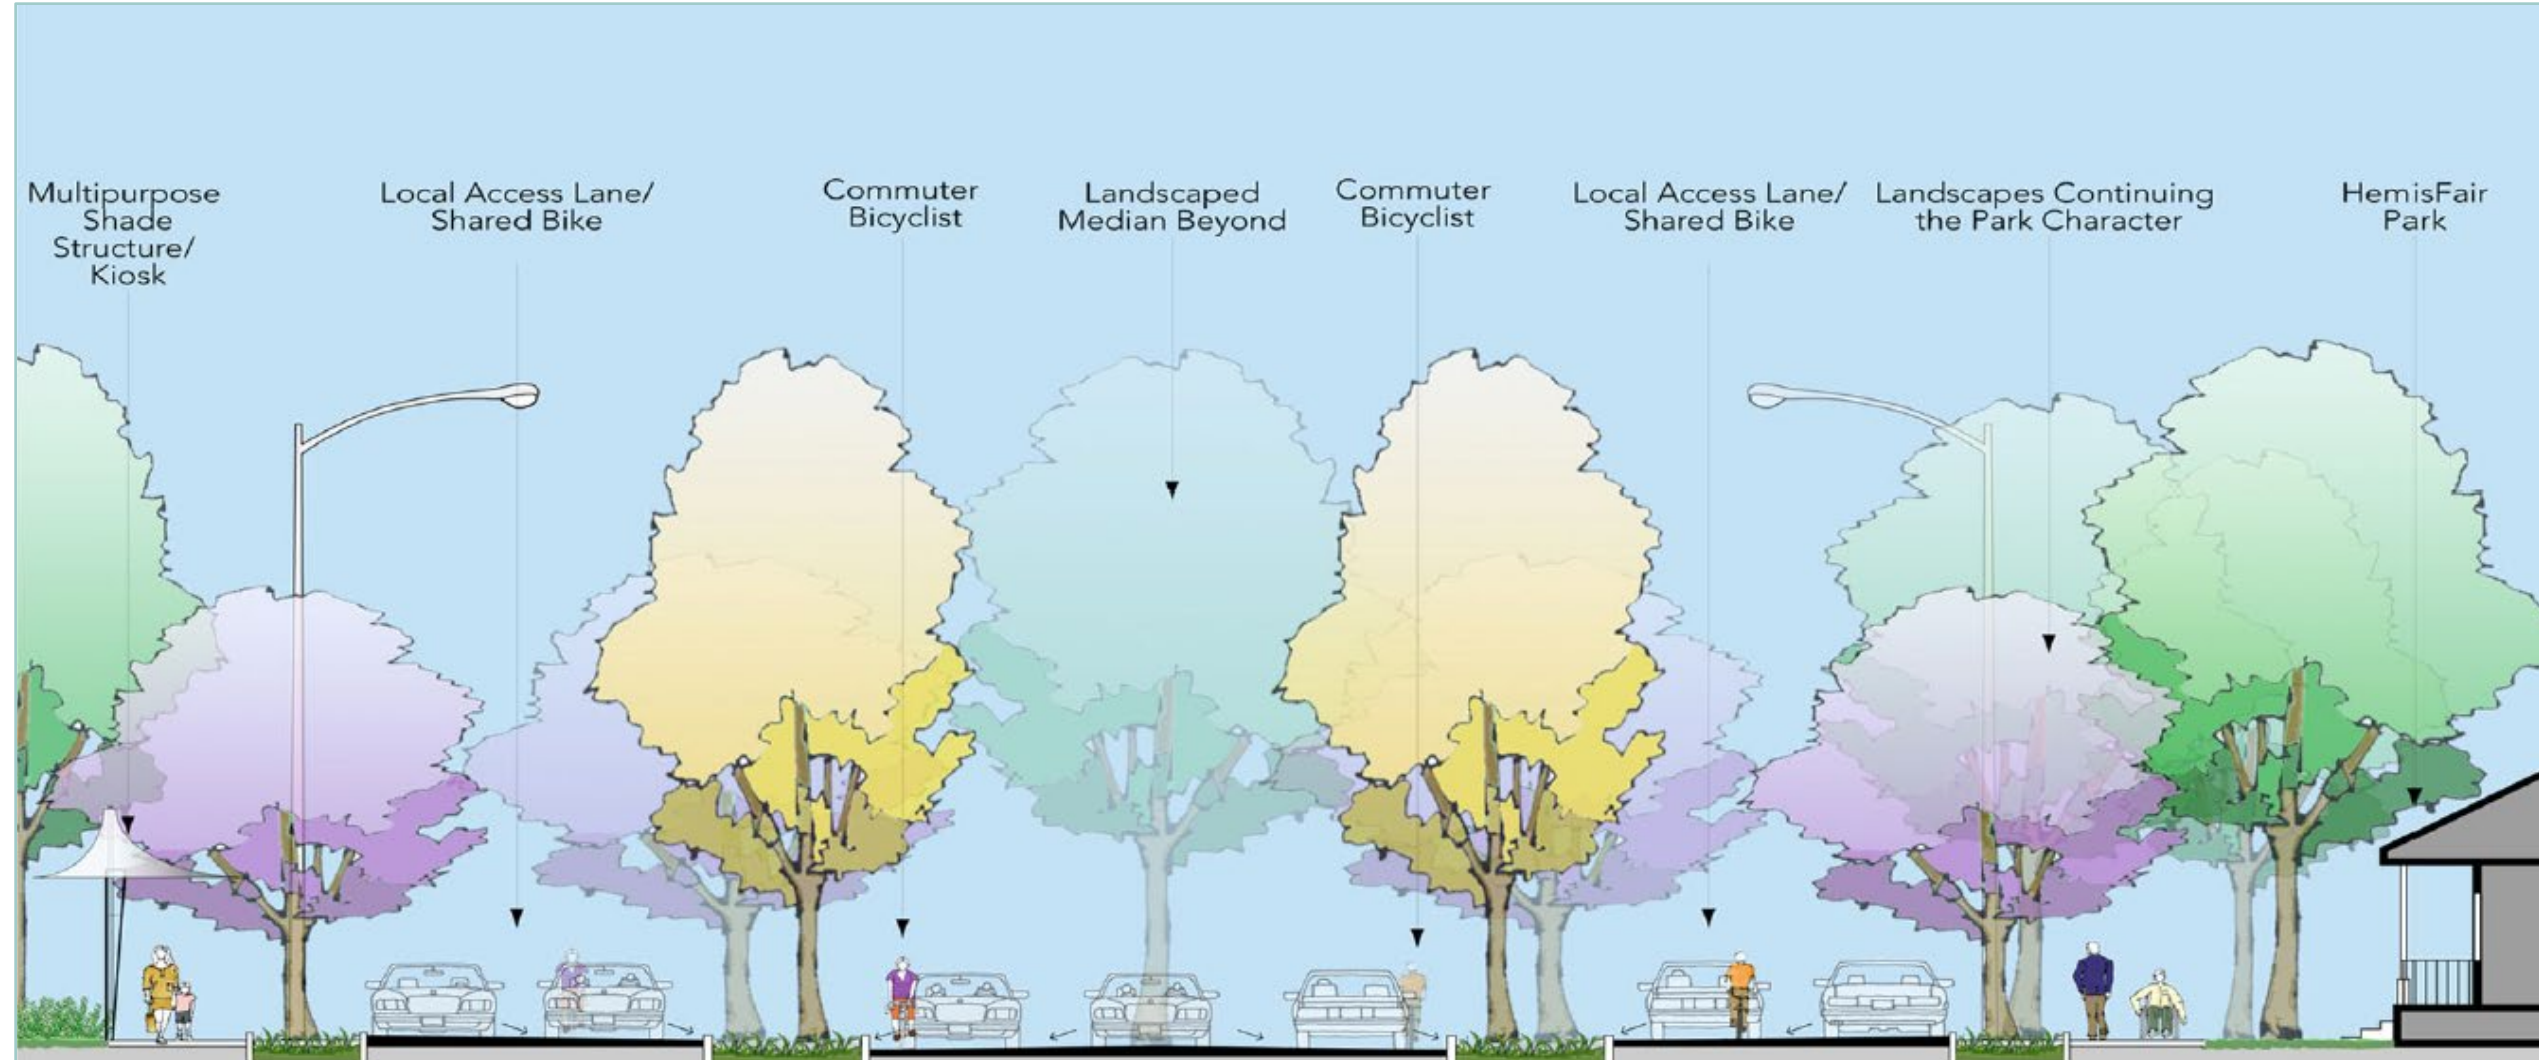 Multipurpose
Shade
Structure/
Kiosk
Local Access Lane/
Shared Bike
Commuter
Bicyclist
Landscaped
Median Beyond
Commuter
Bicyclist
Local Access Lane/
Shared Bike
Landscapes Continuing
the Park Character
HemisFair
Park